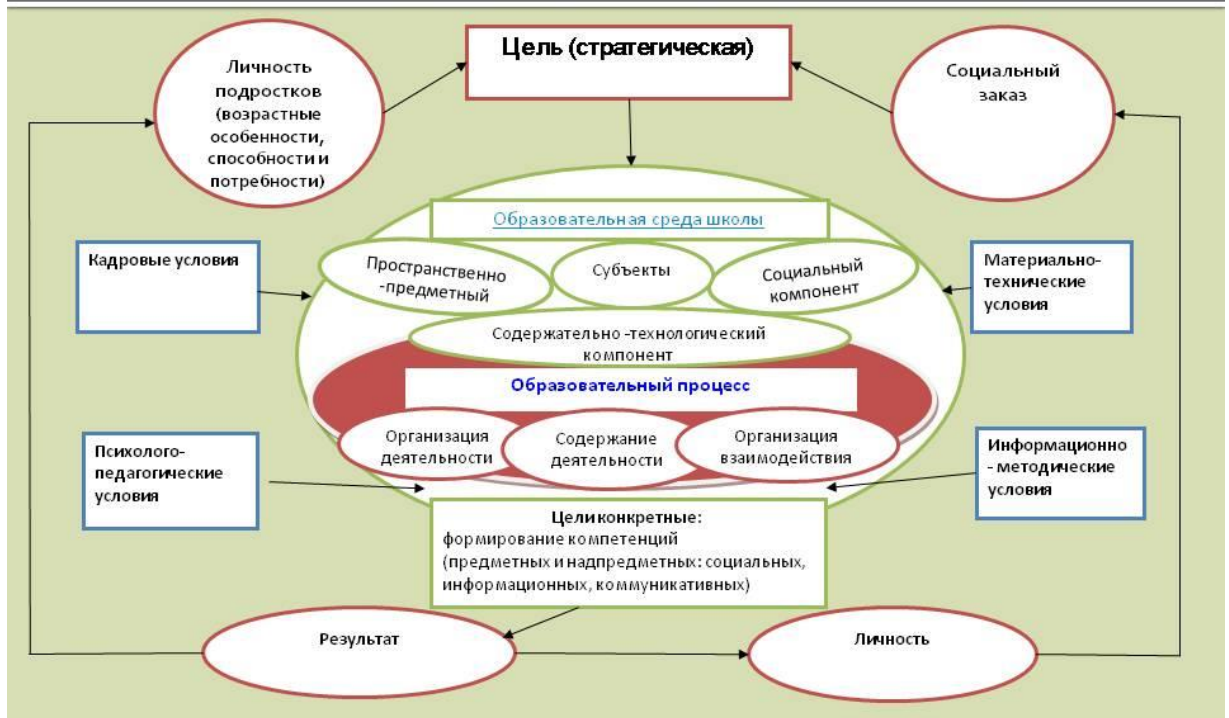 Цель (стратегическая)
Личность
подростков
(возрастные
особенности,
способности и
потребности)
Социальный
заказ
Образовательная среда школы
Кадровые условия
Пространственно
-предметный
Субъекты
Социальный
компонент
Материально-
технические
условия
Содержательно -технологический
компонент
Образовательный процесс
Организация
деятельности
Содержание
деятельности
Организация
взаимодействия
Психолого-
педагогические
условия
Информационно
- методические
условия
Цели конкретные:
формирование компетенций
(предметных и надпредметных: социальных,
информационных, коммуникативных)
Результат
Личность